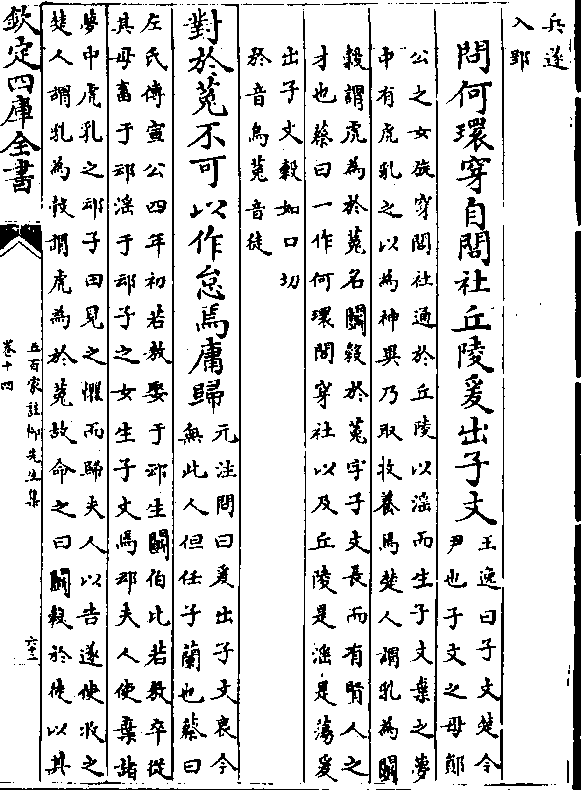 兵遂
入郢
問何環穿自閭社丘陵爰出子文
王逸曰子文楚令
尹也子文之母鄖
公之女旋穿閭社通於丘陵以淫而生子文棄之夢
中有虎乳之以為神異乃取收養焉楚人謂乳為鬭
穀謂虎為於菟名鬭穀於菟字子文長而有賢人之
才也蔡曰一作何環閭穿社以及丘陵是淫是蕩爰
出子文穀如口切
於音烏菟音徒
對於菟不可以作怠焉庸歸
元注問曰爰出子文哀今
無此人但任子蘭也蔡曰
左氏傳宣公四年初若敖娶于䢵生鬭伯比若敖卒從
其母畜于䢵淫于䢵子之女生子文焉䢵夫人使棄諸
夢中虎乳之䢵子田見之懼而歸夫人以告遂使收之
楚人謂乳為穀謂虎為於菟故命之曰鬭穀於徒以其
欽定四庫全書
五百家註柳先生集
卷十四